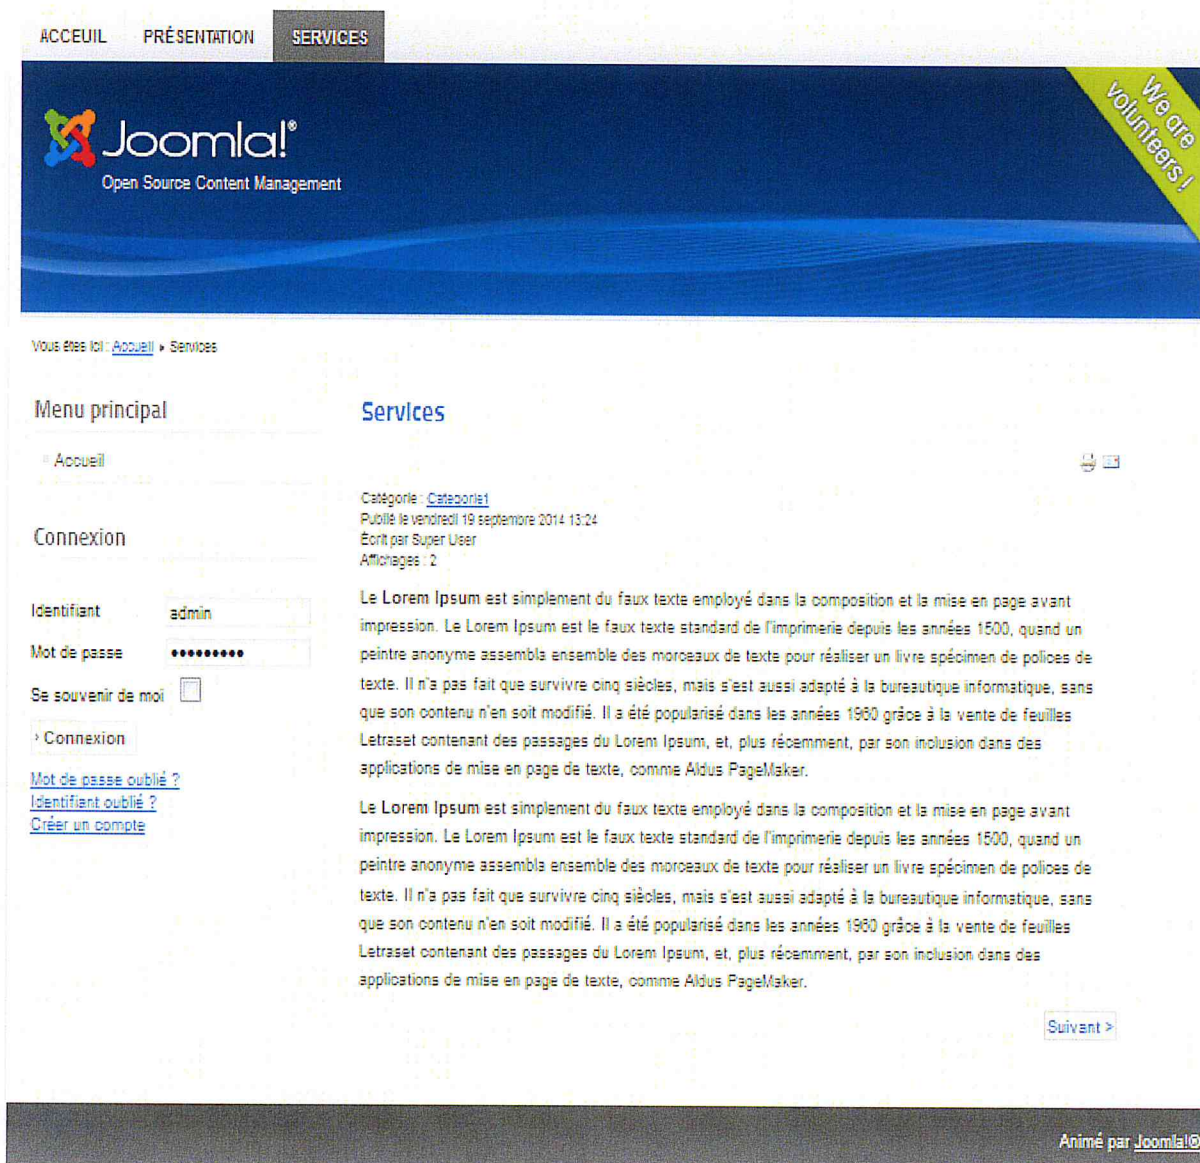 ACCEUIL PRÉSENTATION SERVICES
We are
volunteers !
Joomla!®
Open Source Content Management
Vous êtes ici : Accueil ▸ Services
Menu principal
Accueil
Connexion
Identifiant admin
Mot de passe •••••••••
Se souvenir de moi
› Connexion
Mot de passe oublié ?
Identifiant oublié ?
Créer un compte
Services
Catégorie : Categorie1
Publié le vendredi 19 septembre 2014 13:24
Écrit par Super User
Affichages : 2
Le Lorem Ipsum est simplement du faux texte employé dans la composition et la mise en page avant
impression. Le Lorem Ipsum est le faux texte standard de l'imprimerie depuis les années 1500, quand un
peintre anonyme assembla ensemble des morceaux de texte pour réaliser un livre spécimen de polices de
texte. Il n'a pas fait que survivre cinq siècles, mais s'est aussi adapté à la bureautique informatique, sans
que son contenu n'en soit modifié. Il a été popularisé dans les années 1960 grâce à la vente de feuilles
Letraset contenant des passages du Lorem Ipsum, et, plus récemment, par son inclusion dans des
applications de mise en page de texte, comme Aldus PageMaker.
Le Lorem Ipsum est simplement du faux texte employé dans la composition et la mise en page avant
impression. Le Lorem Ipsum est le faux texte standard de l'imprimerie depuis les années 1500, quand un
peintre anonyme assembla ensemble des morceaux de texte pour réaliser un livre spécimen de polices de
texte. Il n'a pas fait que survivre cinq siècles, mais s'est aussi adapté à la bureautique informatique, sans
que son contenu n'en soit modifié. Il a été popularisé dans les années 1960 grâce à la vente de feuilles
Letraset contenant des passages du Lorem Ipsum, et, plus récemment, par son inclusion dans des
applications de mise en page de texte, comme Aldus PageMaker.
Suivant >
Animé par Joomla!®